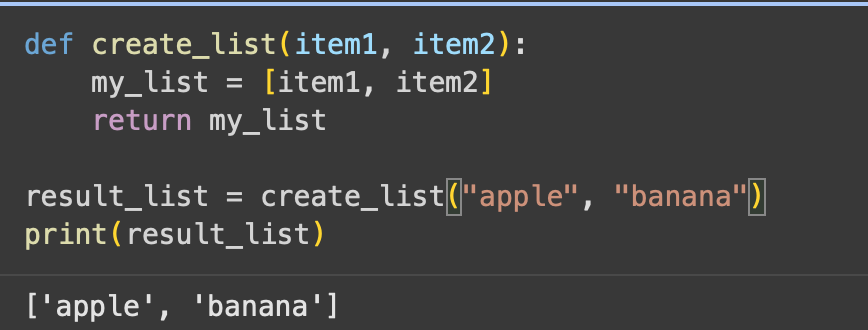 def create_list(item1, item2):
    my_list = [item1, item2]
    return my_list

result_list = create_list("apple", "banana")
print(result_list)
['apple', 'banana']